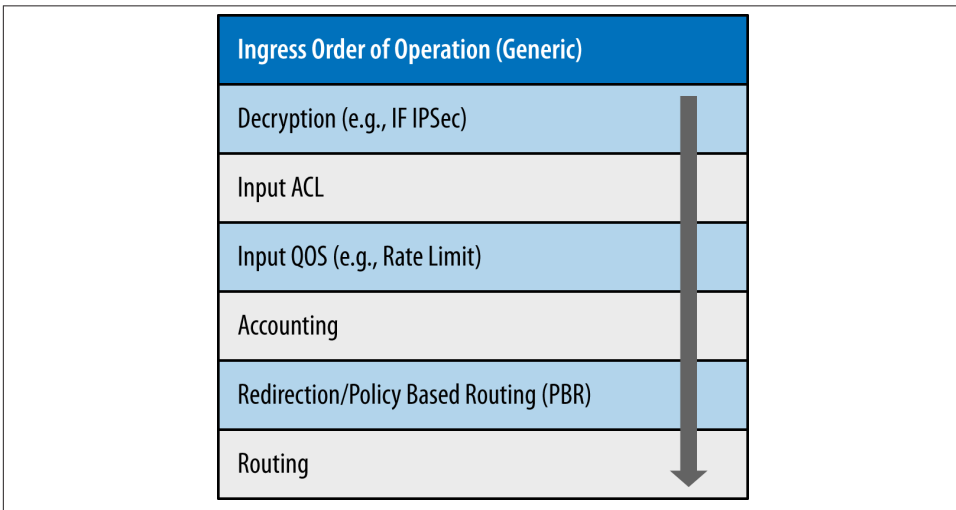 Ingress Order of Operation (Generic)
Decryption (e.g., IF IPSec)
Input ACL
Input QOS (e.g., Rate Limit)
Accounting
Redirection/Policy Based Routing (PBR)
Routing